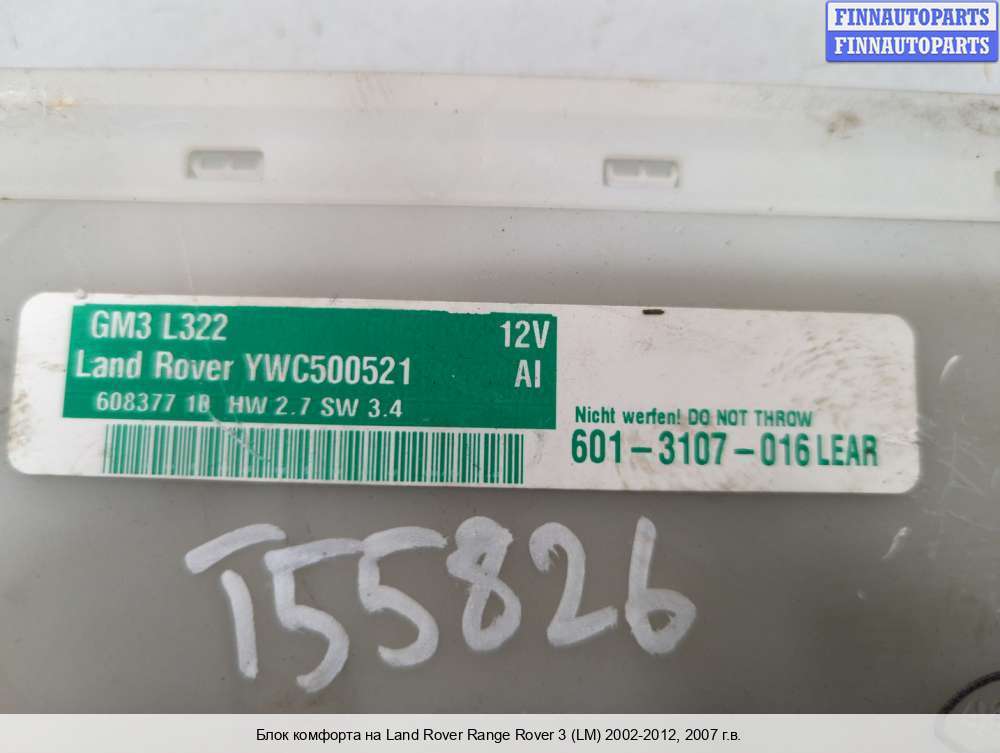 FINNAUTOPARTS
FINNAUTOPARTS
GM3 L322 12V
Land Rover YWC500521 AI
608377 10 HW 2.7 SW 3.4
Nicht werfen! DO NOT THROW
601-3107-016 LEAR
T55826
Блок комфорта на Land Rover Range Rover 3 (LM) 2002-2012, 2007 г.в.